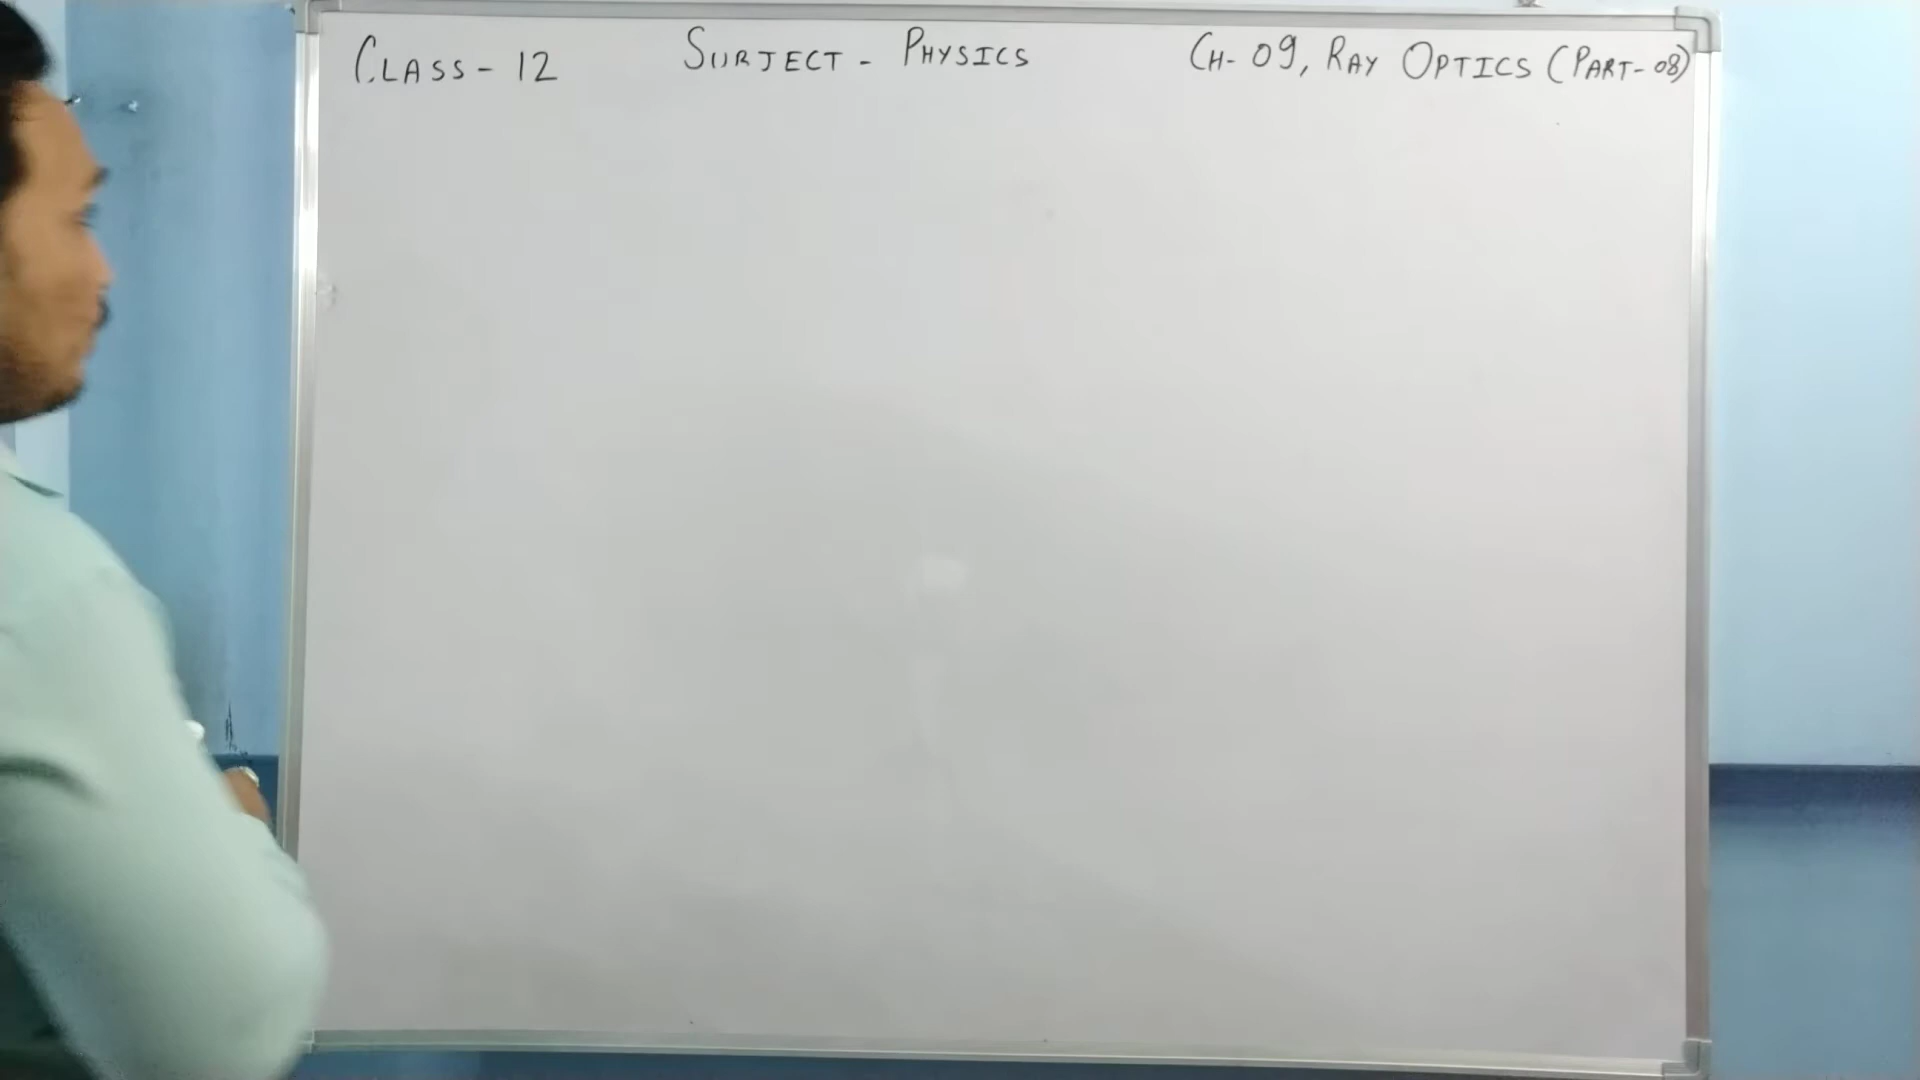 CLASS - 12 SUBJECT - PHYSICS CH- 09, RAY OPTICS (PART-08)